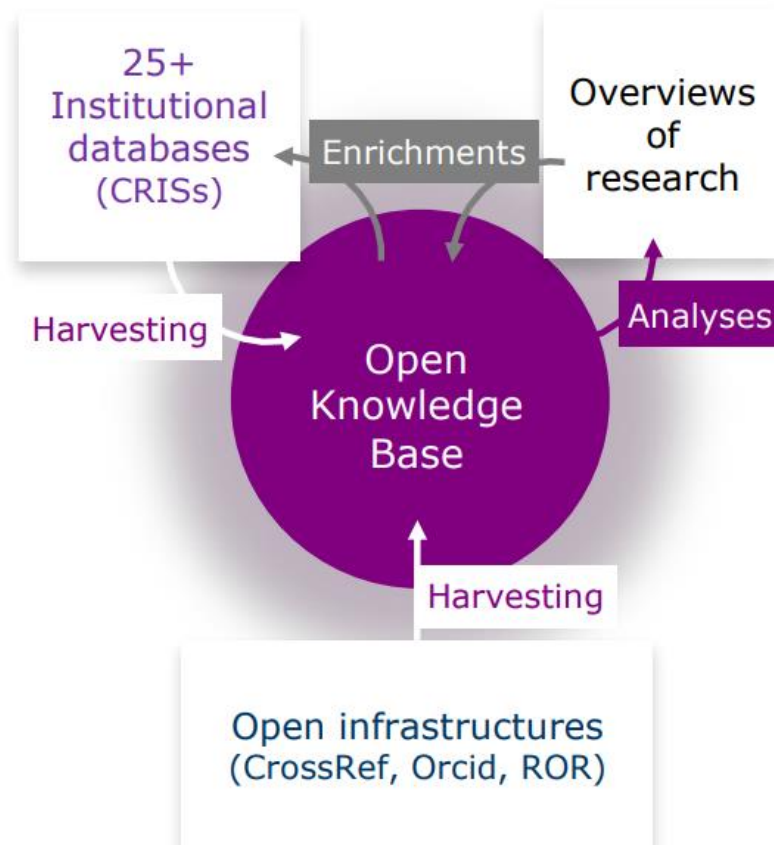 25+
Institutional
databases
(CRISs)
Enrichments
Overviews
of
research
Harvesting
Analyses
Open
Knowledge
Base
Harvesting
Open infrastructures
(CrossRef, Orcid, ROR)